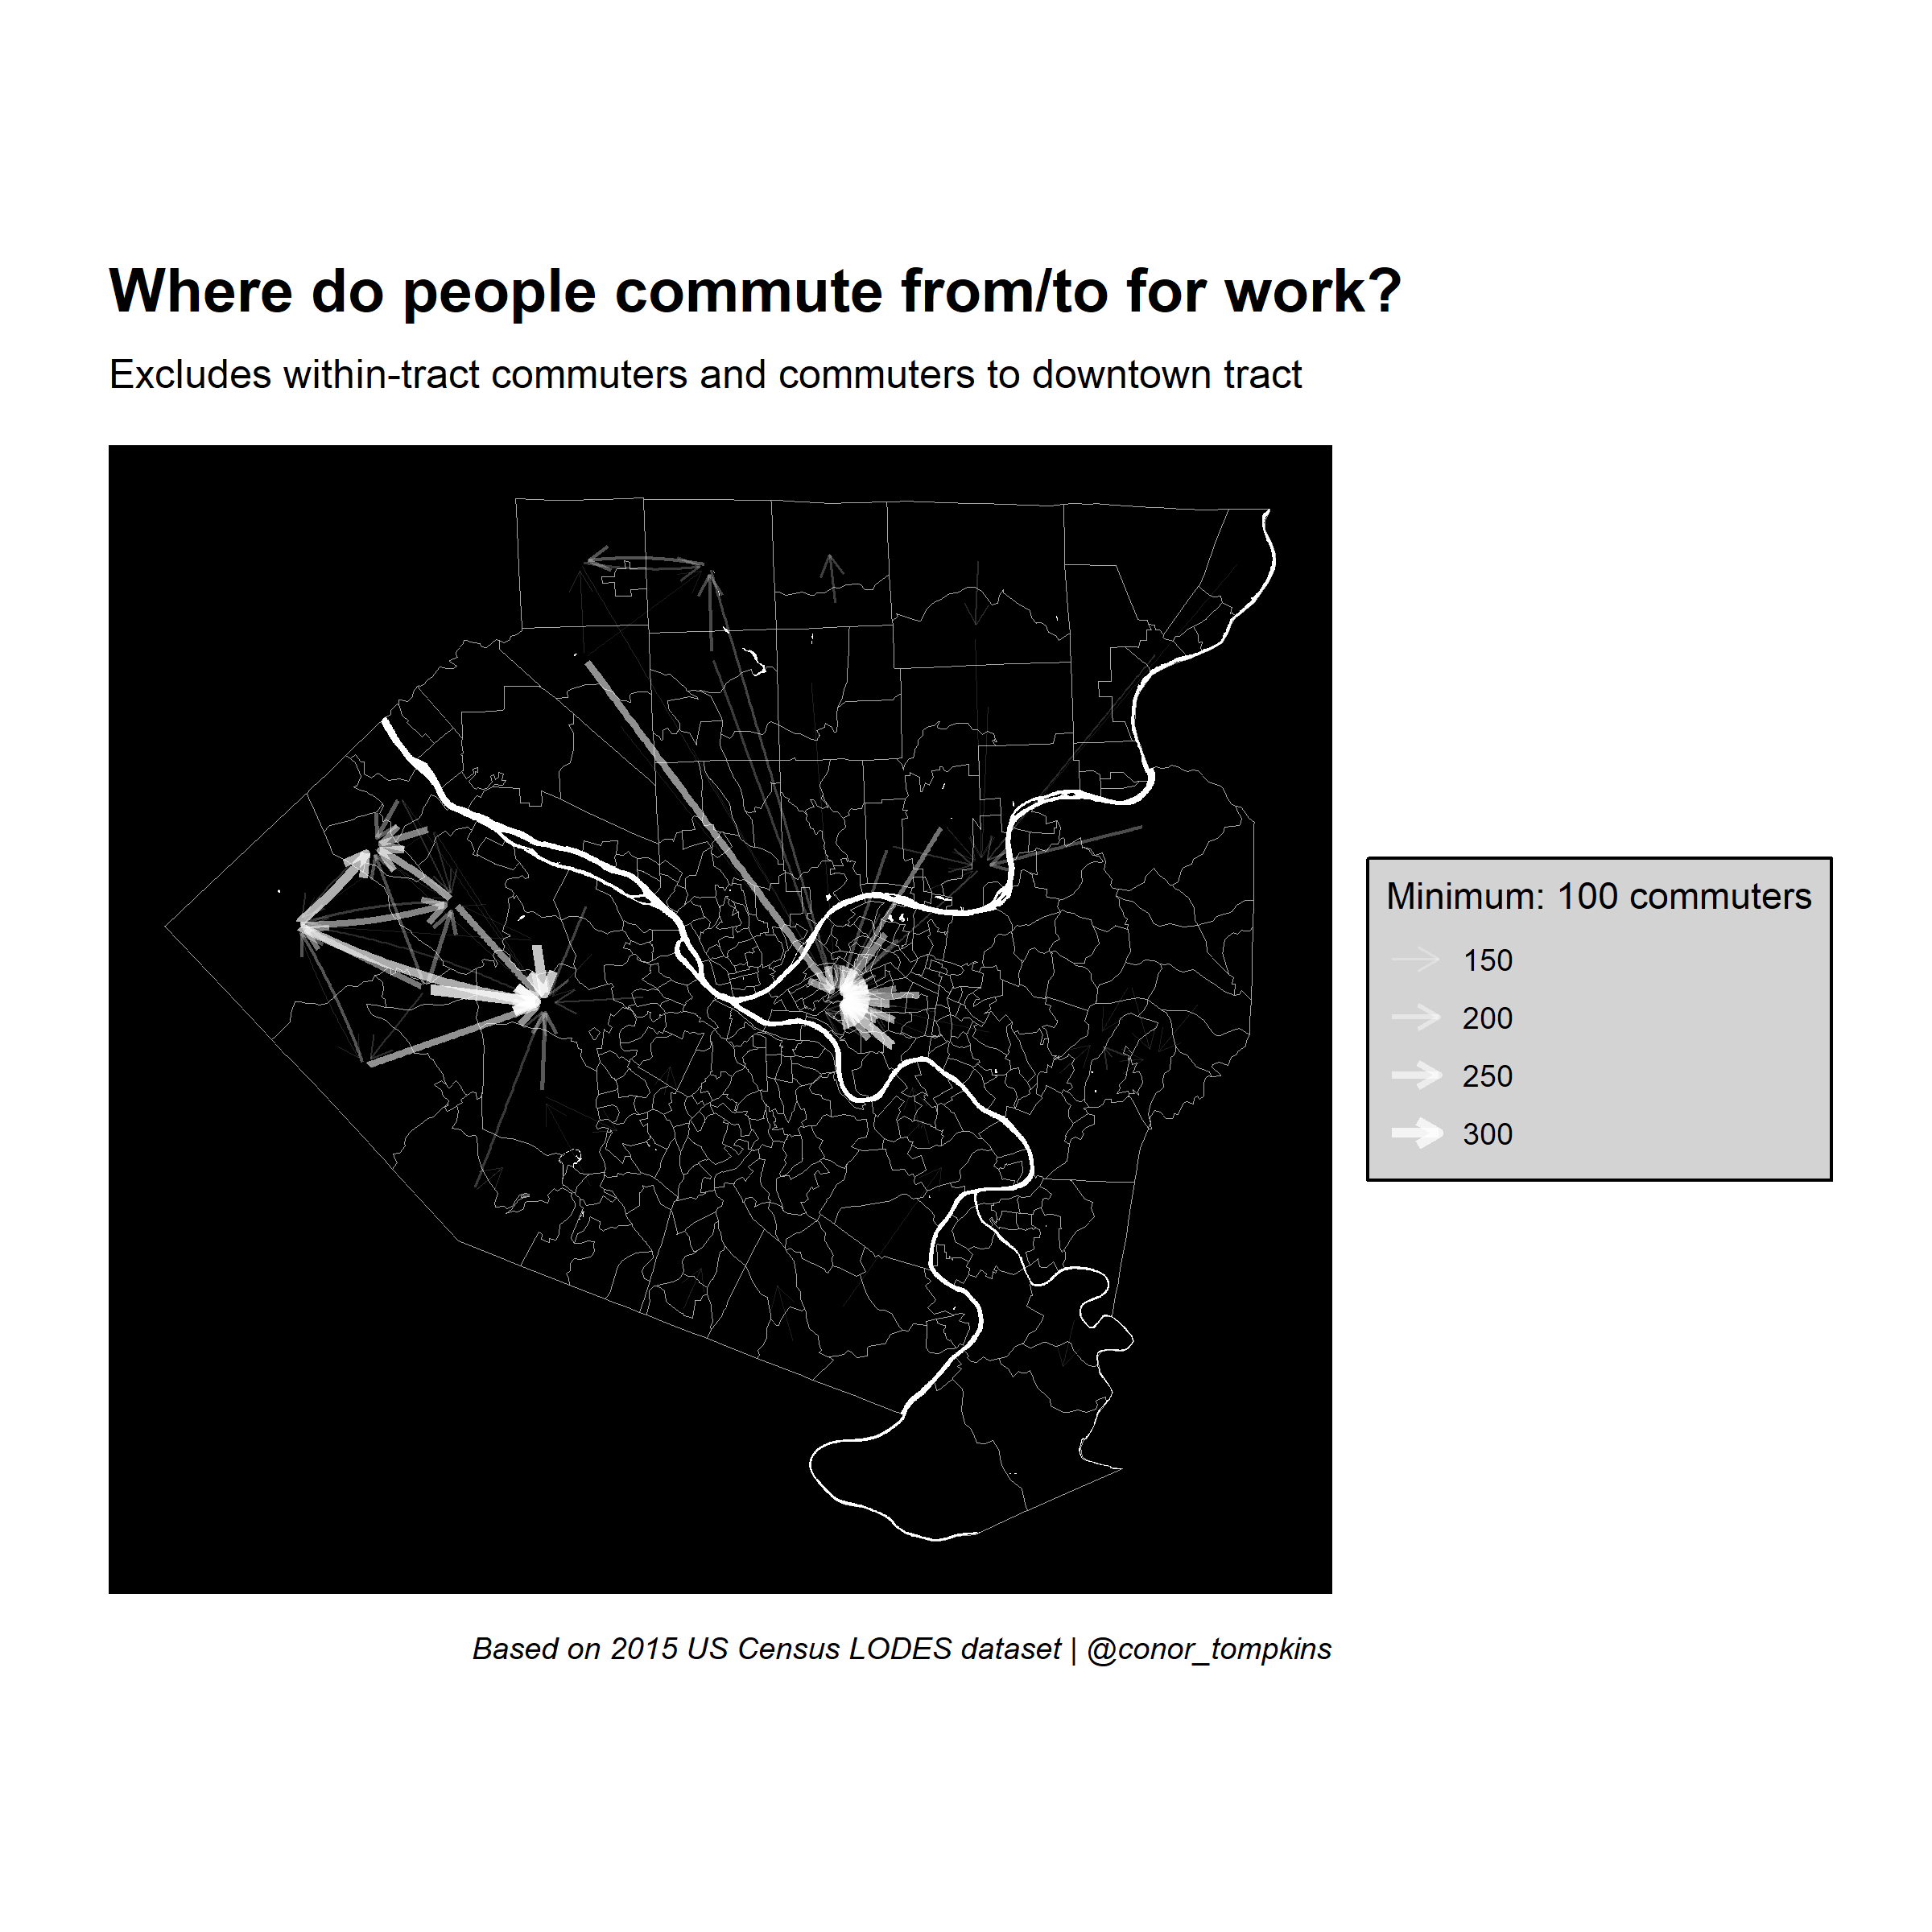 Where do people commute from/to for work?
Excludes within-tract commuters and commuters to downtown tract
Minimum: 100 commuters
150
200
250
300
Based on 2015 US Census LODES dataset | @conor_tompkins